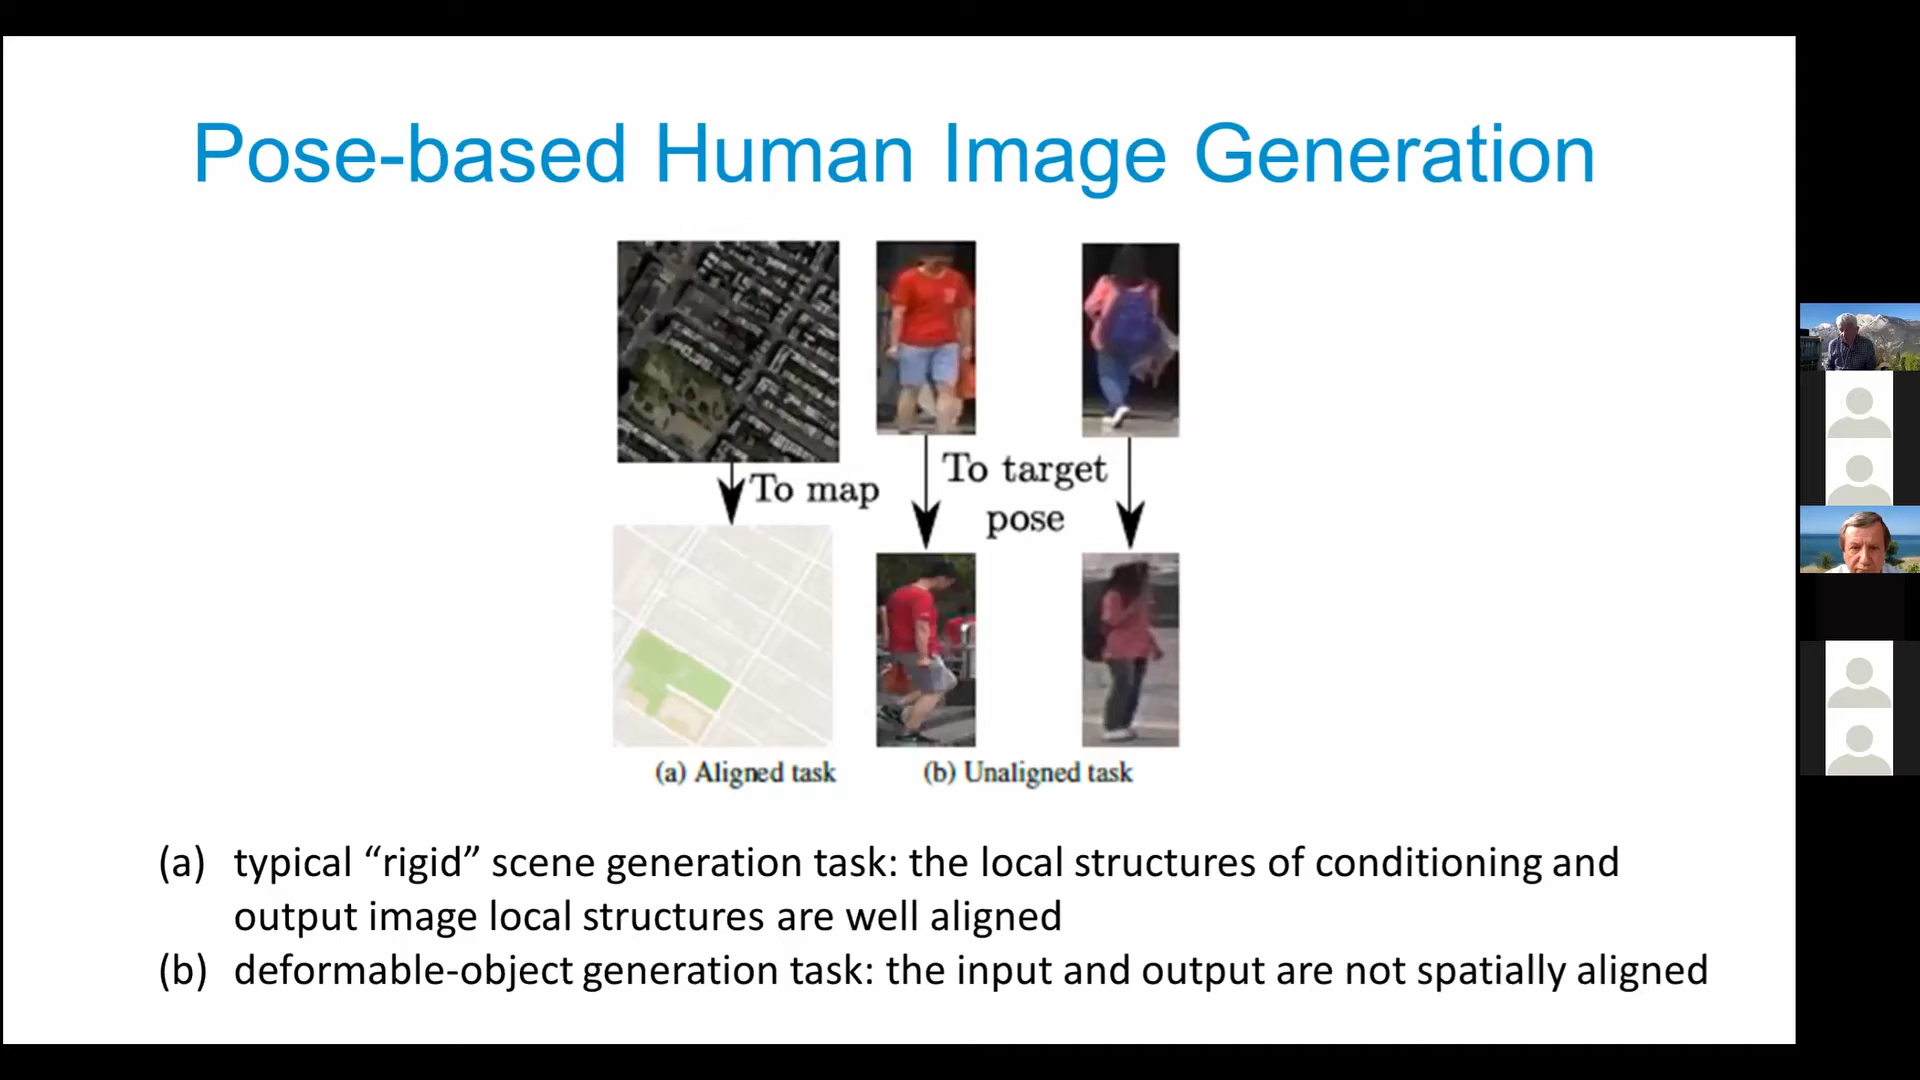 Pose-based Human Image Generation
To map
To target
pose
(a) Aligned task
(b) Unaligned task
(a) typical “rigid” scene generation task: the local structures of conditioning and
output image local structures are well aligned
(b) deformable-object generation task: the input and output are not spatially aligned